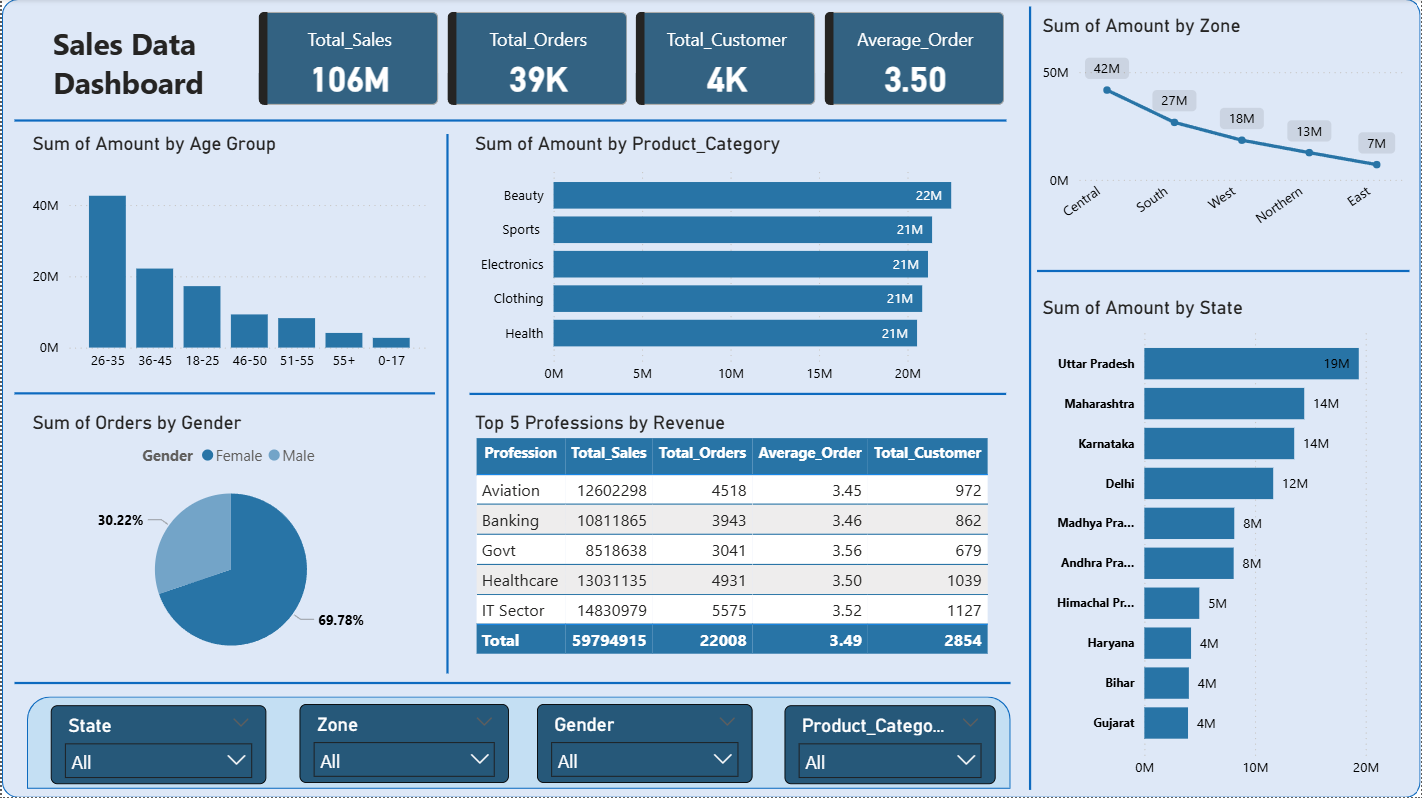 Sales Data
Dashboard
Total_Sales
106M
Total_Orders
39K
Total_Customer
4K
Average_Order
3.50
Sum of Amount by Age Group
40M
20M
0M
26-35 36-45 18-25 46-50 51-55 55+ 0-17
Sum of Amount by Product_Category
Beauty 22M
Sports 21M
Electronics 21M
Clothing 21M
Health 21M
0M 5M 10M 15M 20M
Sum of Orders by Gender
Gender Female Male
30.22%
69.78%
Top 5 Professions by Revenue
Profession Total_Sales Total_Orders Average_Order Total_Customer
Aviation 12602298 4518 3.45 972
Banking 10811865 3943 3.46 862
Govt 8518638 3041 3.56 679
Healthcare 13031135 4931 3.50 1039
IT Sector 14830979 5575 3.52 1127
Total 59794915 22008 3.49 2854
Sum of Amount by Zone
50M
0M
42M
27M
18M
13M
7M
Central South West Northern East
Sum of Amount by State
Uttar Pradesh 19M
Maharashtra 14M
Karnataka 14M
Delhi 12M
Madhya Pra... 8M
Andhra Pra... 8M
Himachal Pr... 5M
Haryana 4M
Bihar 4M
Gujarat 4M
0M 10M 20M
State
All
Zone
All
Gender
All
Product_Catego...
All